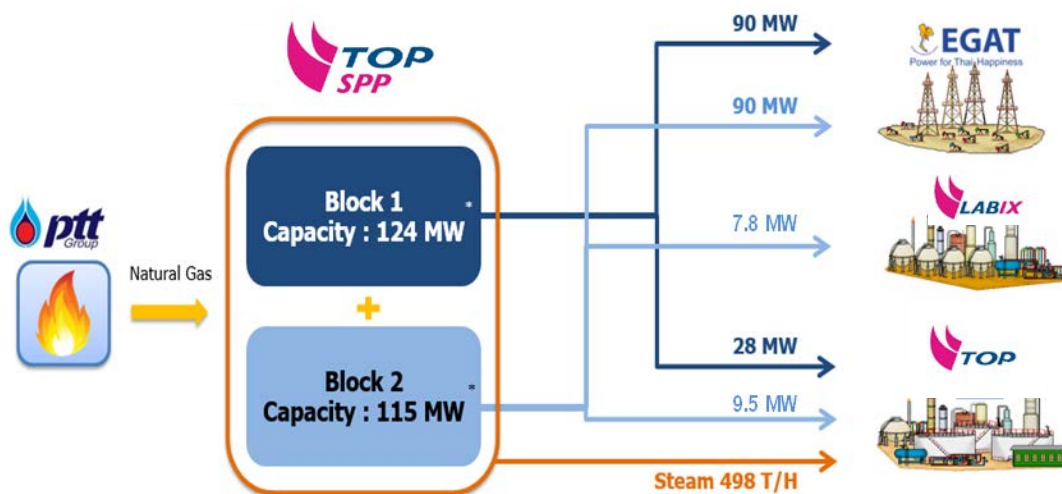 TOP
SPP
ptt
Group
Natural Gas
Block 1 *
Capacity : 124 MW
+
Block 2 *
Capacity : 115 MW
90 MW
EGAT
Power for Thai Happiness
90 MW
7.8 MW
LABIX
28 MW
TOP
9.5 MW
Steam 498 T/H